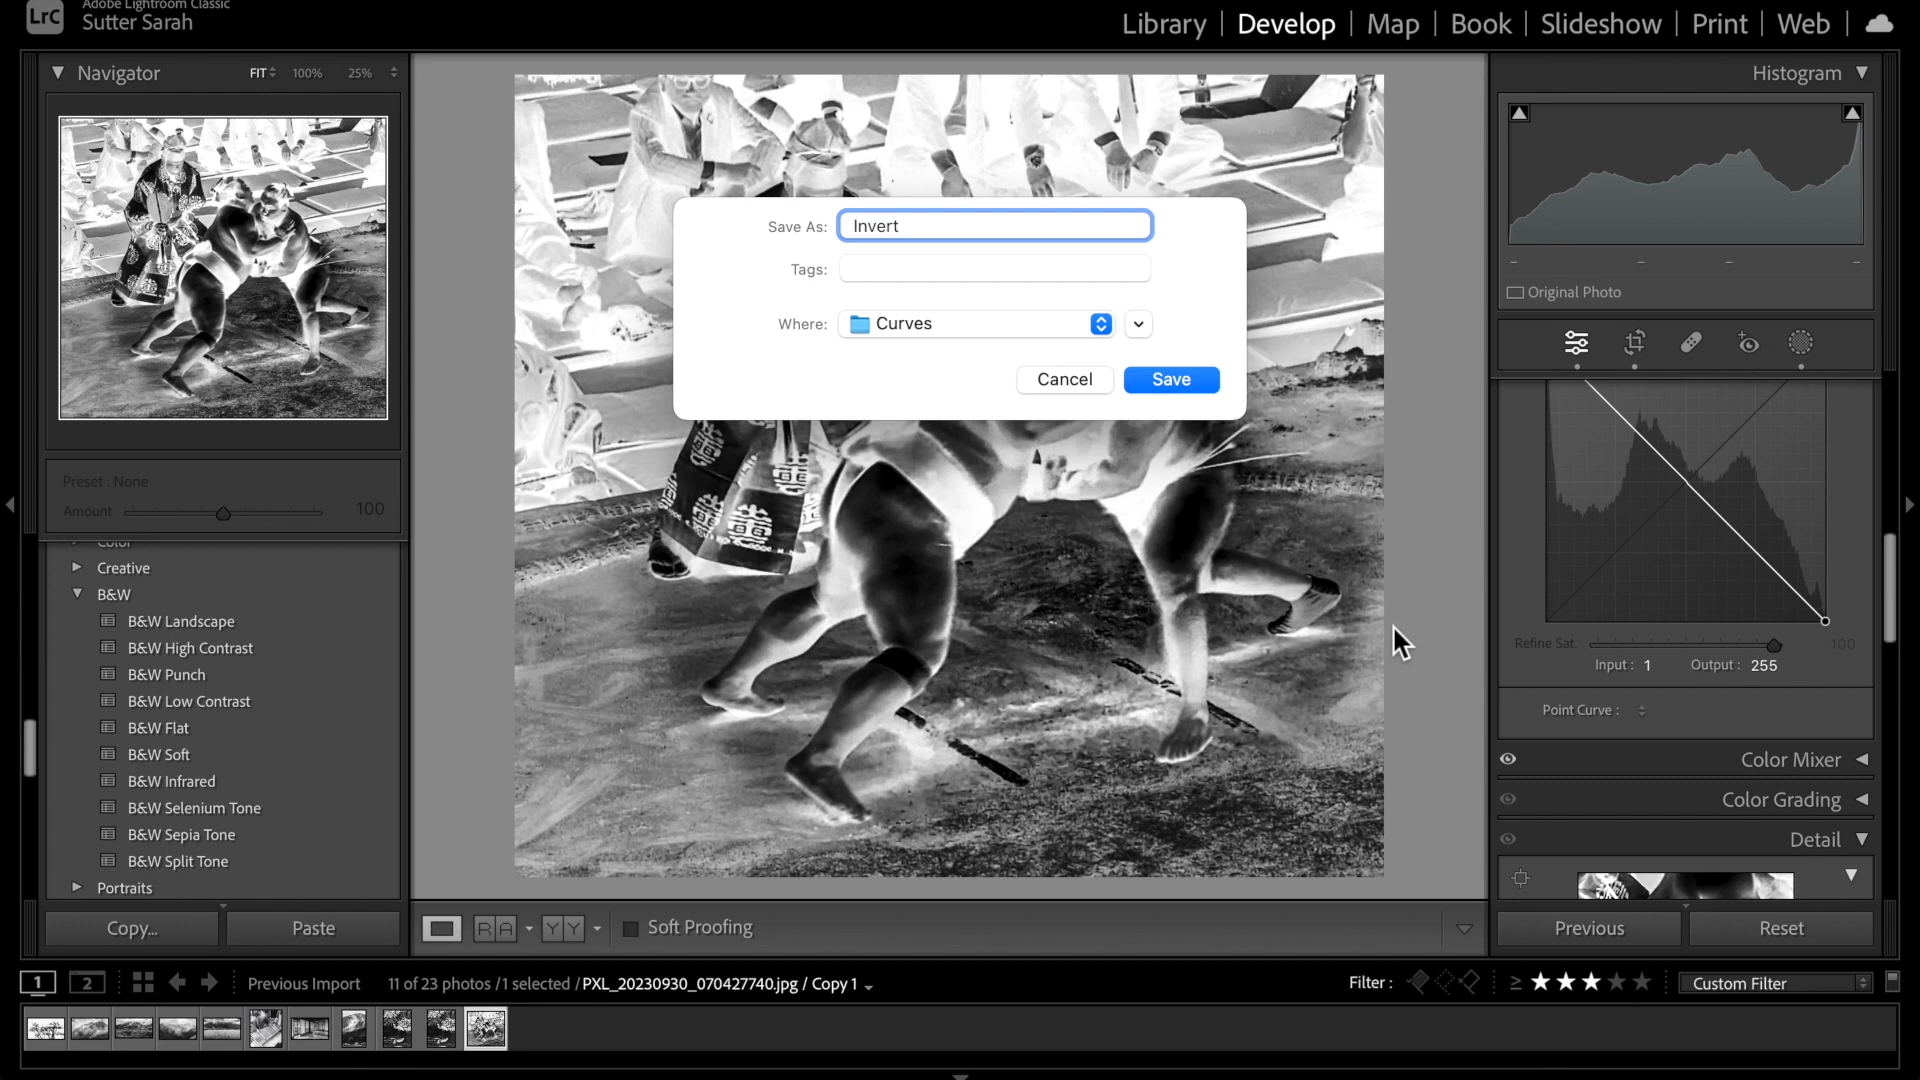 LrC
Adobe Lightroom Classic
Sutter Sarah
Library | Develop | Map | Book | Slideshow | Print | Web
Navigator FIT 100% 25%
Preset : None
Amount 100
Color
Creative
B&W
B&W Landscape
B&W High Contrast
B&W Punch
B&W Low Contrast
B&W Flat
B&W Soft
B&W Infrared
B&W Selenium Tone
B&W Sepia Tone
B&W Split Tone
Portraits
Copy... Paste
Save As: Invert
Tags:
Where: Curves
Cancel Save
R A Y Y Soft Proofing
Histogram
Original Photo
Refine Sat. 100
Input : 1 Output : 255
Point Curve :
Color Mixer
Color Grading
Detail
Previous Reset
1 2 Previous Import 11 of 23 photos /1 selected /PXL_20230930_070427740.jpg / Copy 1
Filter : ≥ ★★★★★ Custom Filter